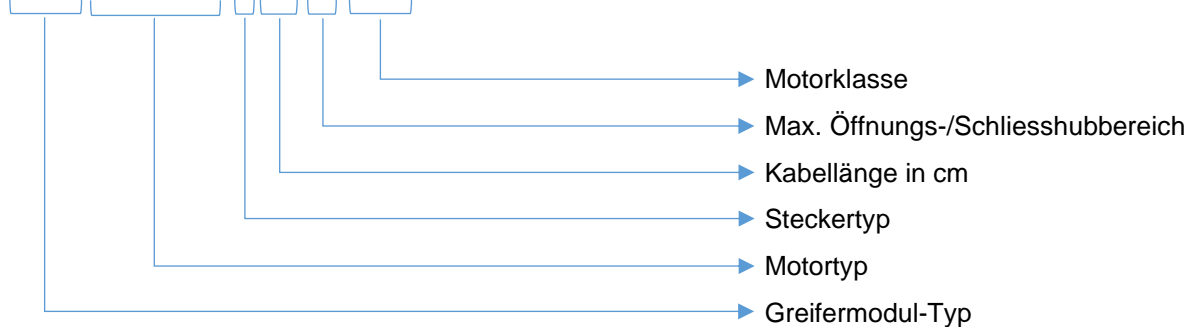 Motorklasse
Max. Öffnungs-/Schliesshubbereich
Kabellänge in cm
Steckertyp
Motortyp
Greifermodul-Typ